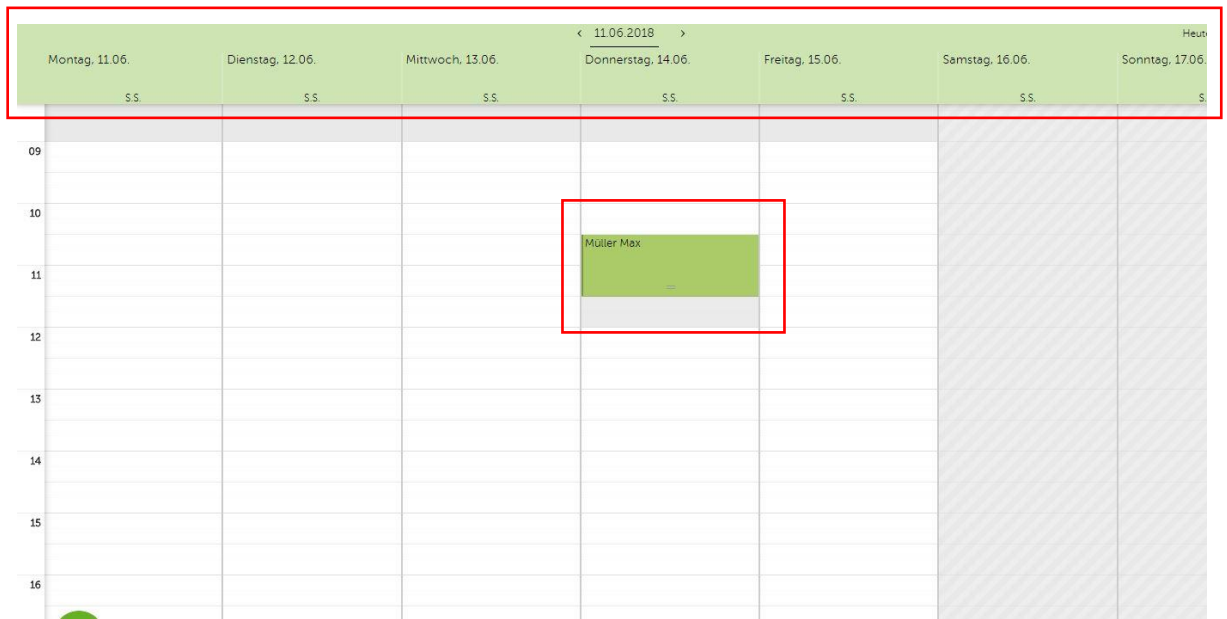 ‹ 11.06.2018 ›
Montag, 11.06. Dienstag, 12.06. Mittwoch, 13.06. Donnerstag, 14.06. Freitag, 15.06. Samstag, 16.06. Sonntag, 17.06.
S.S. S.S. S.S. S.S. S.S. S.S. S.
09
10
Müller Max
11
12
13
14
15
16